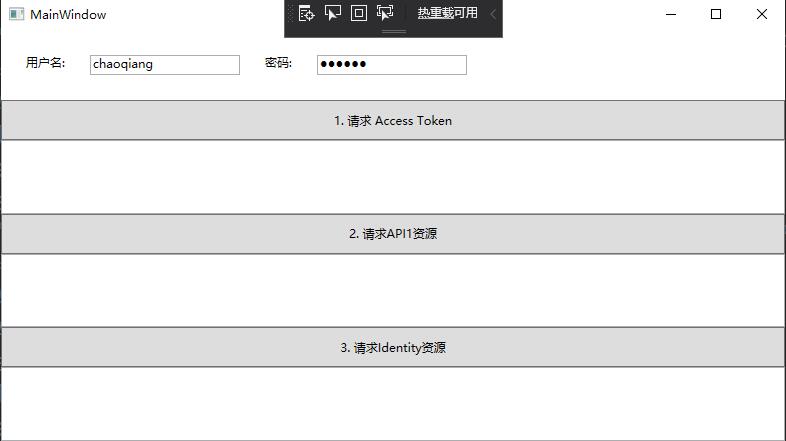 MainWindow
热重载可用
用户名: chaoqiang 密码: ●●●●●●
1. 请求 Access Token
2. 请求API1资源
3. 请求Identity资源